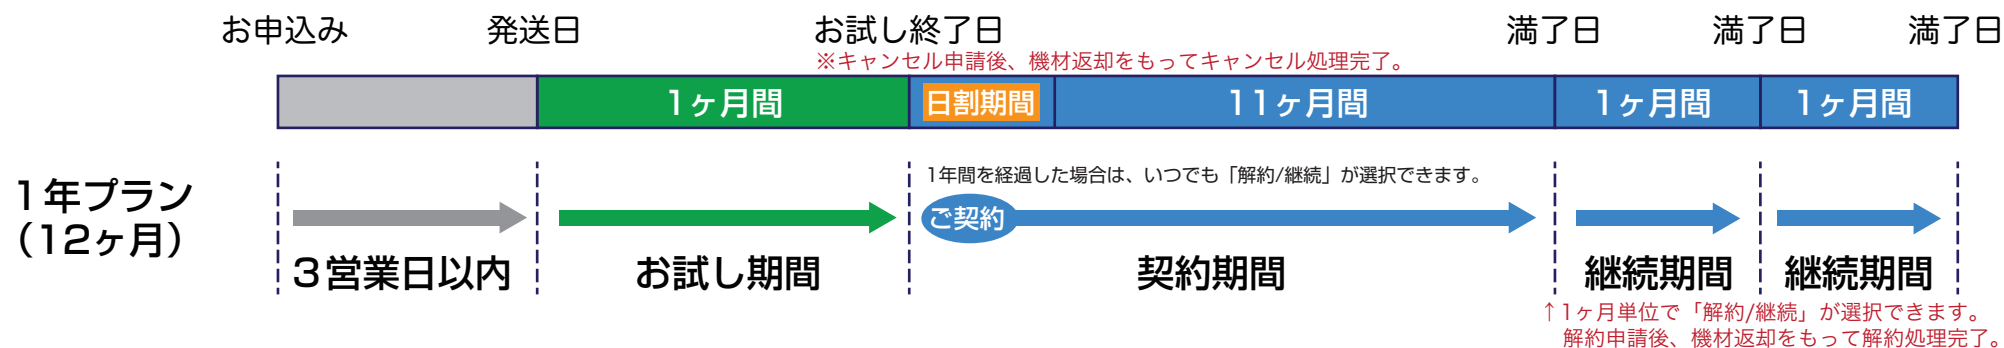 お申込み
発送日
お試し終了日
満了日
満了日
満了日
※キャンセル申請後、機材返却をもってキャンセル処理完了。
1ヶ月間
日割期間
11ヶ月間
1ヶ月間
1ヶ月間
1年プラン
（12ヶ月）
1年間を経過した場合は、いつでも「解約/継続」が選択できます。
ご契約
3営業日以内
お試し期間
契約期間
継続期間
継続期間
↑1ヶ月単位で「解約/継続」が選択できます。
解約申請後、機材返却をもって解約処理完了。